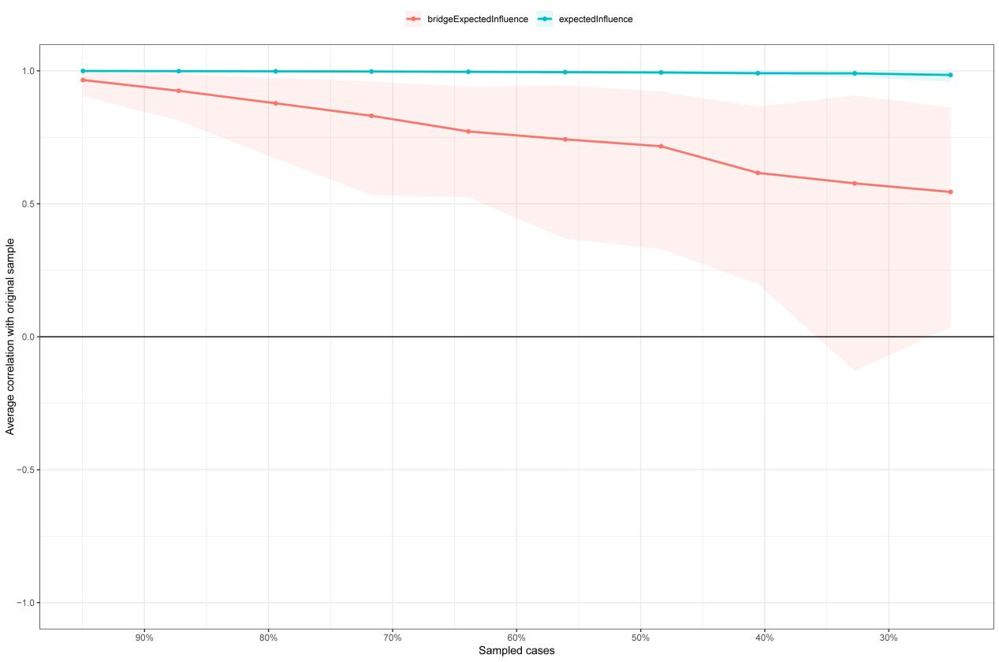 bridgeExpectedInfluence expectedInfluence
Average correlation with original sample
1.0
0.5
0.0
−0.5
−1.0
90% 80% 70% 60% 50% 40% 30%
Sampled cases